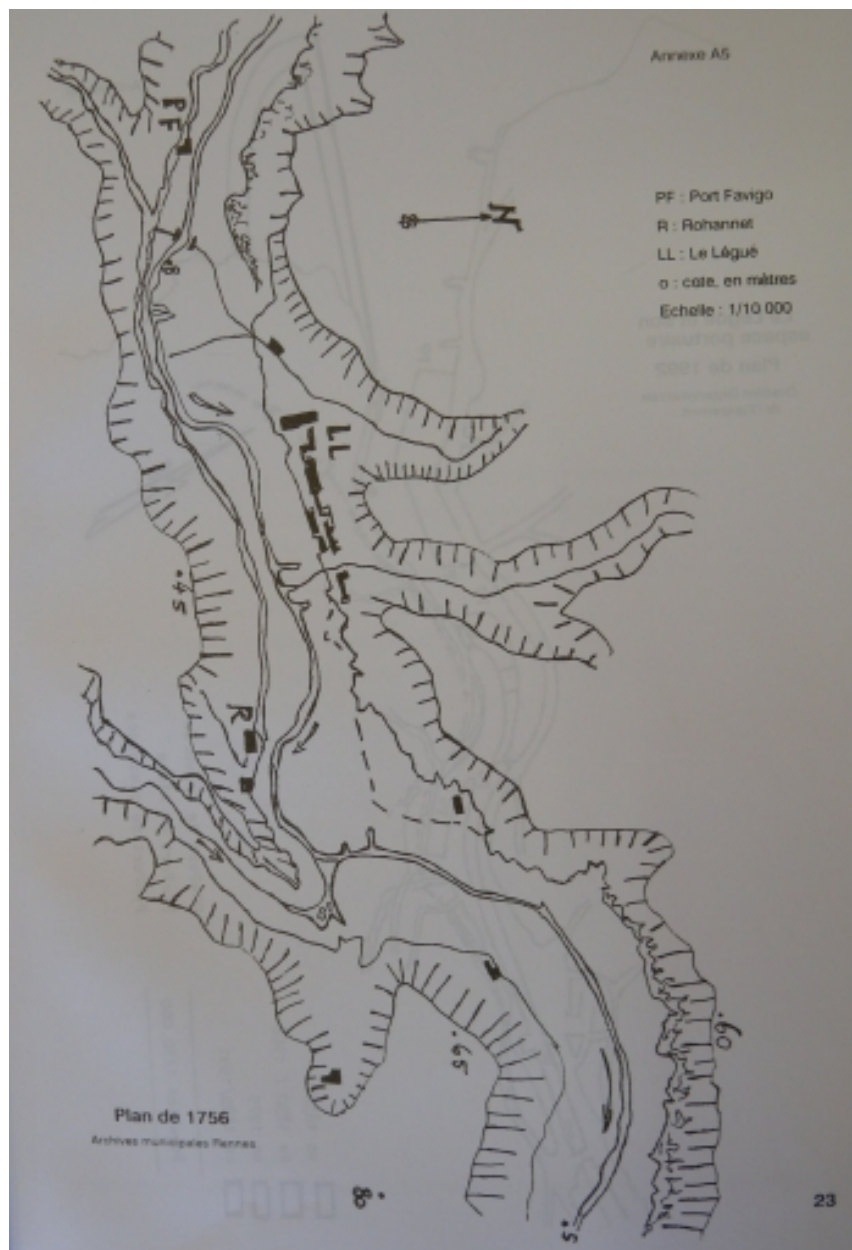 Annexe A5
PF : Port Favigo
R : Rohannet
LL : Le Légué
o : cote, en mètres
Echelle : 1/10 000
PF
N
S
8
LL
.45
R
.60
.65
Plan de 1756
Archives municipales Rennes
80
.5
23